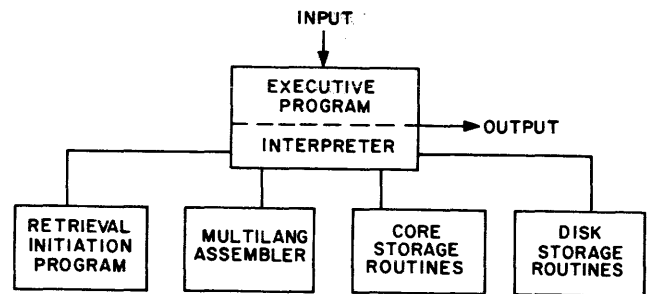 INPUT
EXECUTIVE
PROGRAM
OUTPUT
INTERPRETER
RETRIEVAL
INITIATION
PROGRAM
MULTILANG
ASSEMBLER
CORE
STORAGE
ROUTINES
DISK
STORAGE
ROUTINES